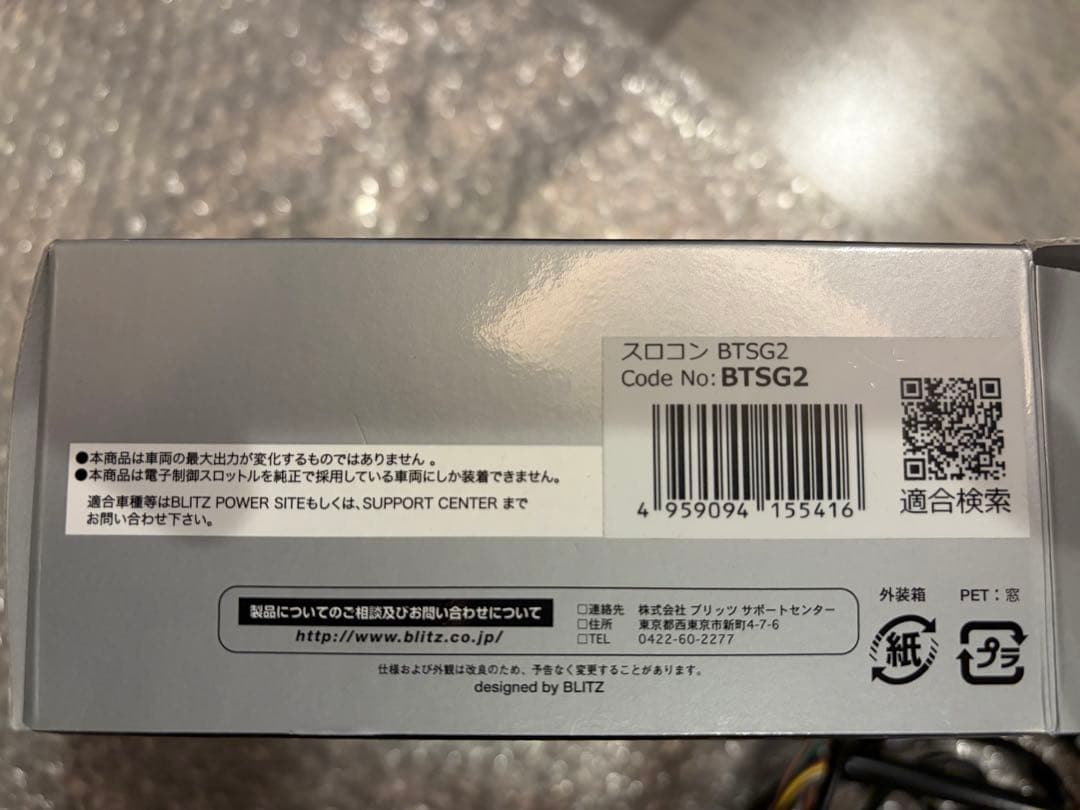 スロコン BTSG2
Code No: BTSG2
4 959094 155416
適合検索
●本商品は車両の最大出力が変化するものではありません 。
●本商品は電子制御スロットルを純正で採用している車両にしか装着できません。
適合車種等はBLITZ POWER SITEもしくは、SUPPORT CENTER まで
お問い合わせ下さい。
製品についてのご相談及びお問い合わせについて
http://www.blitz.co.jp/
□連絡先 株式会社 ブリッツ サポートセンター
□住所 東京都西東京市新町4-7-6
□TEL 0422-60-2277
外装箱
紙
PET：窓
プラ
仕様および外観は改良のため、予告なく変更することがあります。
designed by BLITZ